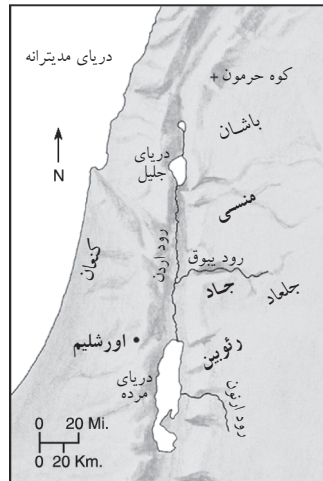 دریای مدیترانه
کوه حرمون +
باشان
دریای
جلیل
N
منسی
کنعان
رود اردن
رود یبوق
جلعاد
جاد
اورشلیم
رئوبین
دریای
مرده
رود ارنون
0 20 Mi.
0 20 Km.